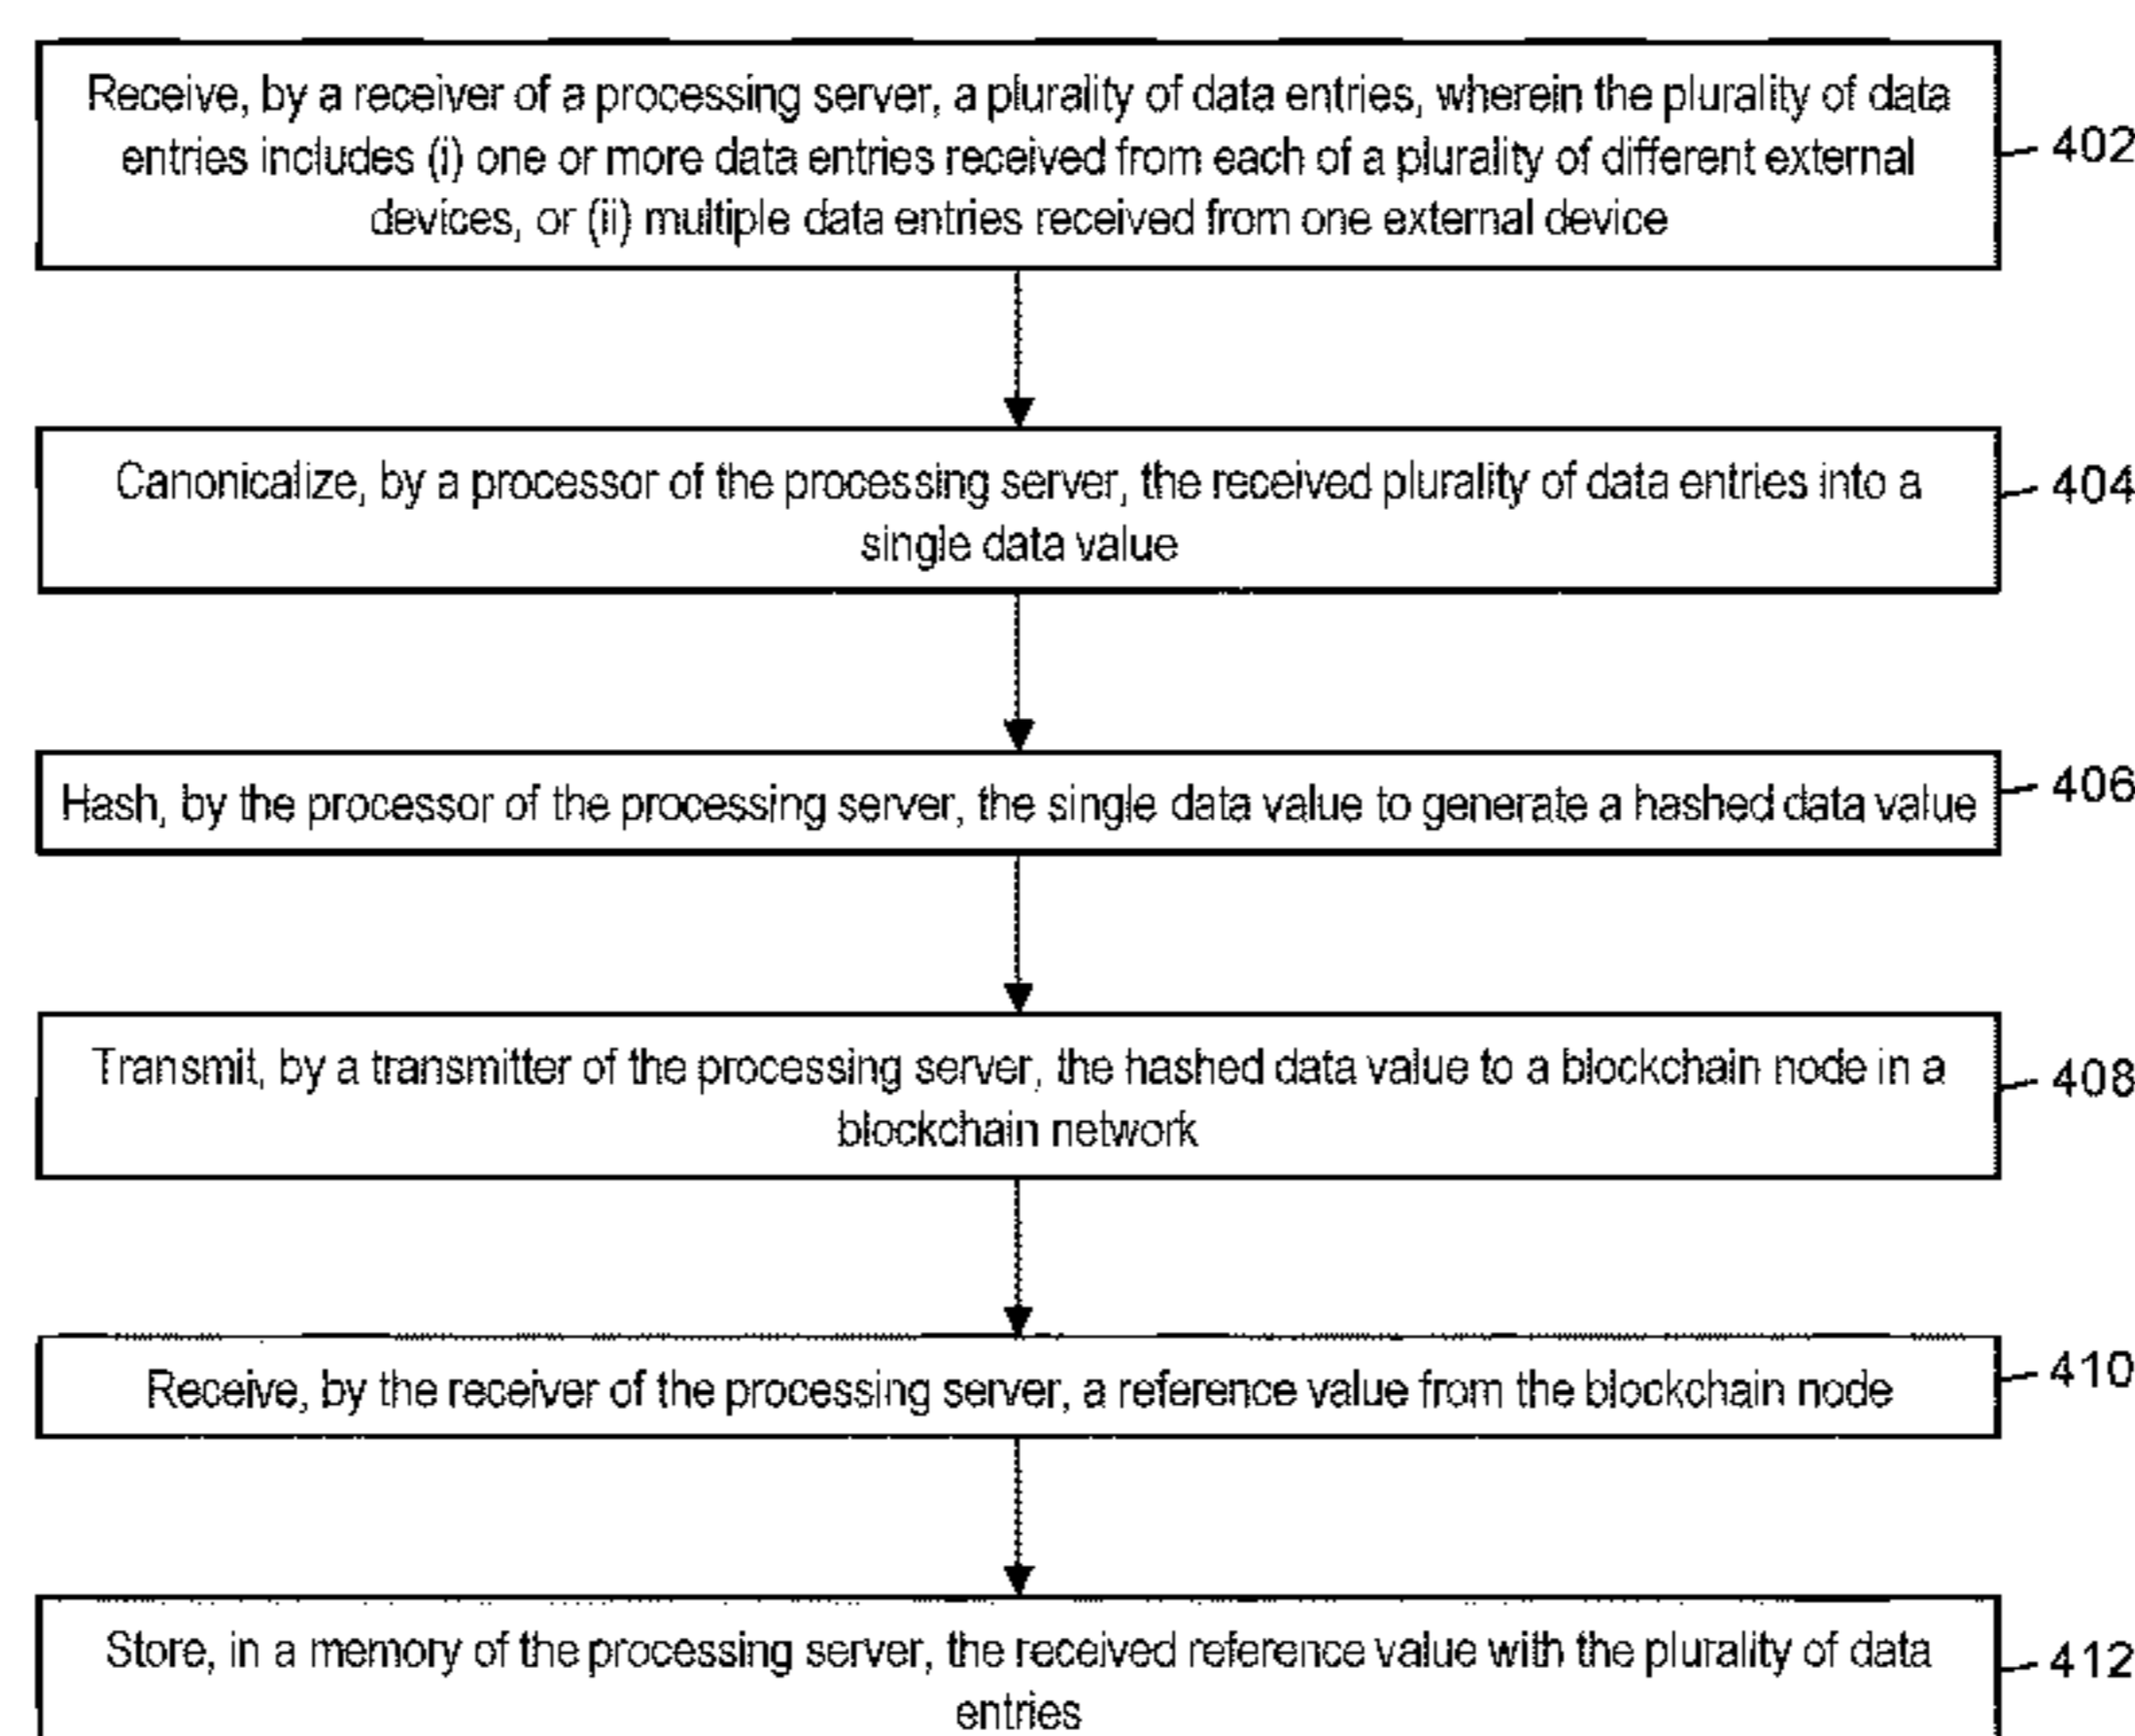 Receive, by a receiver of a processing server, a plurality of data entries, wherein the plurality of data
entries includes (i) one or more data entries received from each of a plurality of different external
devices, or (ii) multiple data entries received from one external device
402
Canonicalize, by a processor of the processing server, the received plurality of data entries into a
single data value
404
Hash, by the processor of the processing server, the single data value to generate a hashed data value
406
Transmit, by a transmitter of the processing server, the hashed data value to a blockchain node in a
blockchain network
408
Receive, by the receiver of the processing server, a reference value from the blockchain node
410
Store, in a memory of the processing server, the received reference value with the plurality of data
entries
412